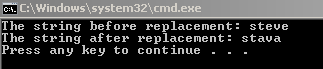 C:\Windows\system32\cmd.exe
The string before replacement: steve
The string after replacement: stava
Press any key to continue . . .